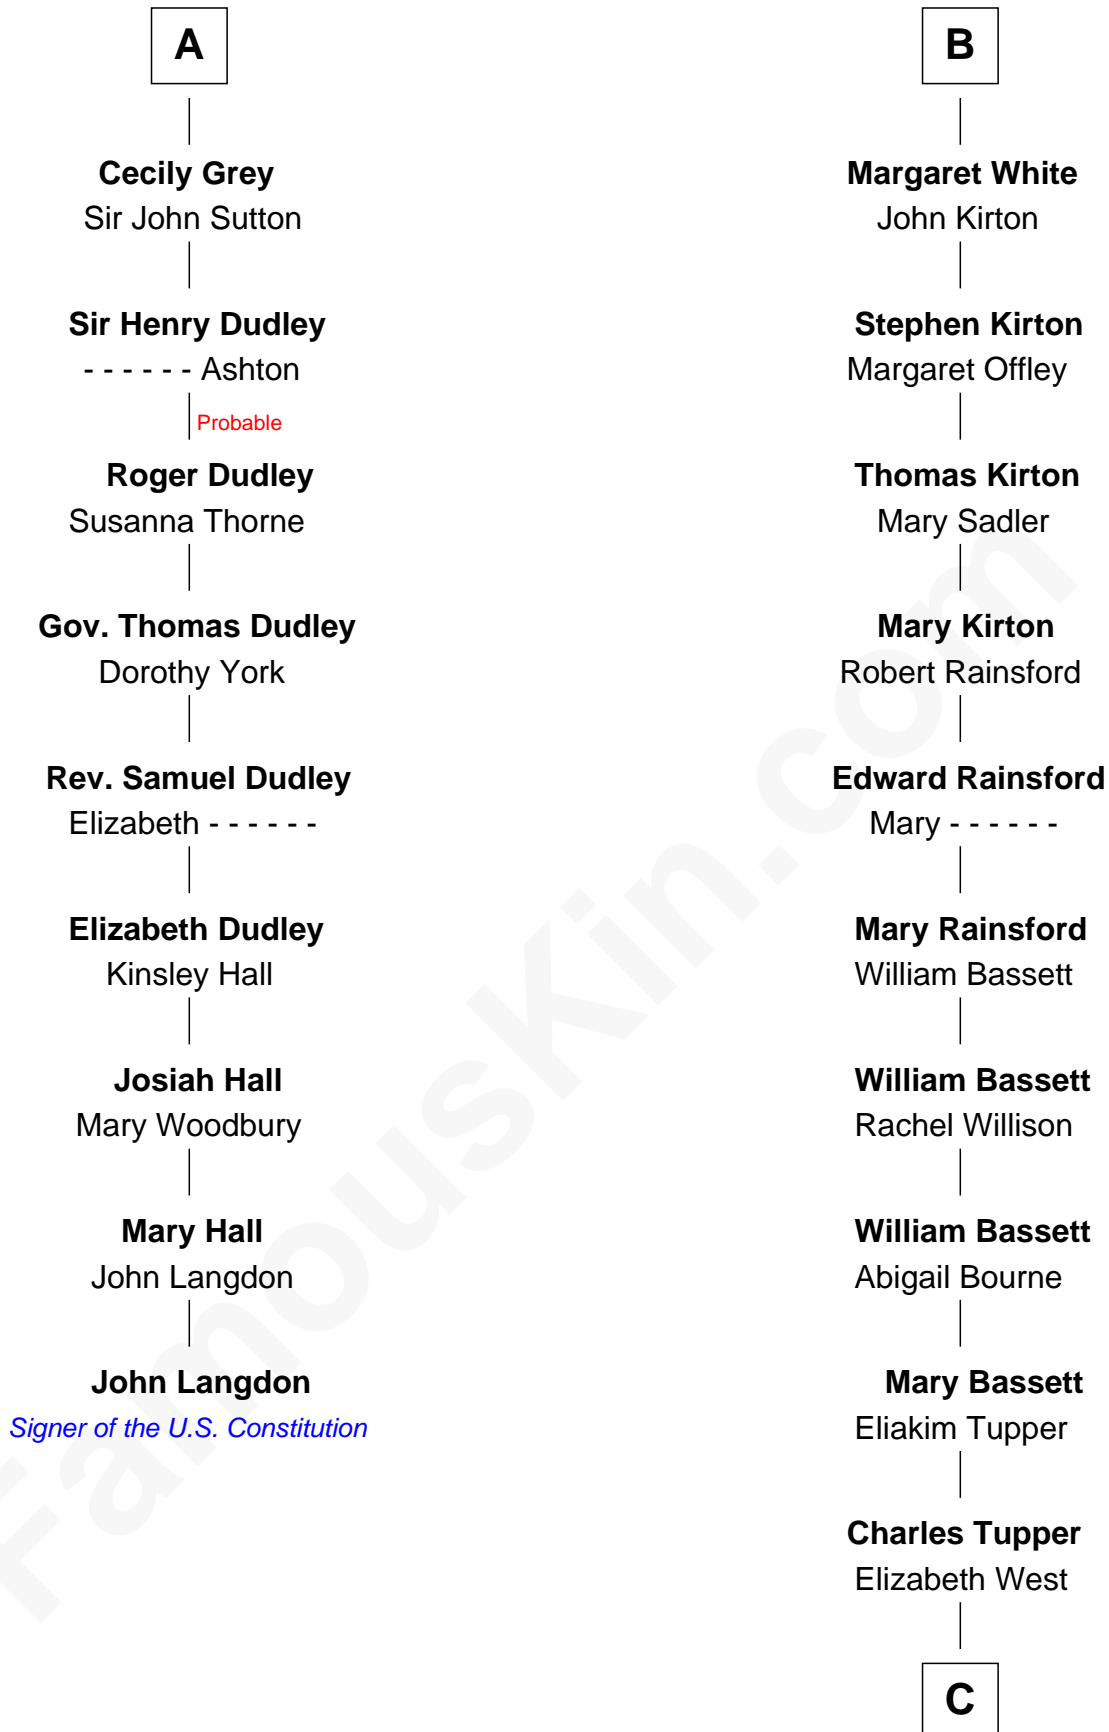 A
Cecily Grey
Sir John Sutton
Sir Henry Dudley
- - - - - - Ashton
Probable
Roger Dudley
Susanna Thorne
Gov. Thomas Dudley
Dorothy York
Rev. Samuel Dudley
Elizabeth - - - - - -
Elizabeth Dudley
Kinsley Hall
Josiah Hall
Mary Woodbury
Mary Hall
John Langdon
John Langdon
Signer of the U.S. Constitution
B
Margaret White
John Kirton
Stephen Kirton
Margaret Offley
Thomas Kirton
Mary Sadler
Mary Kirton
Robert Rainsford
Edward Rainsford
Mary - - - - - -
Mary Rainsford
William Bassett
William Bassett
Rachel Willison
William Bassett
Abigail Bourne
Mary Bassett
Eliakim Tupper
Charles Tupper
Elizabeth West
C
FamousKin.com